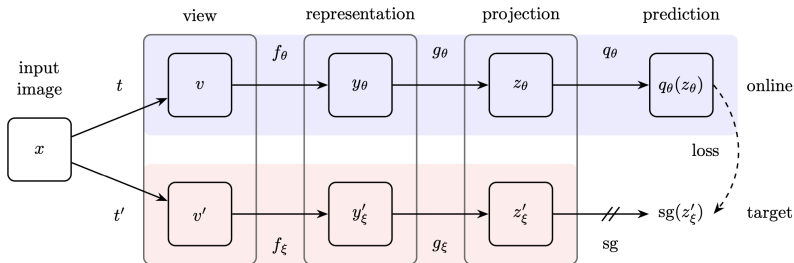 view
representation
projection
prediction
input
image
t
f_θ
g_θ
q_θ
x
v
y_θ
z_θ
q_θ(z_θ)
online
loss
t′
v′
y′_ξ
z′_ξ
sg(z′_ξ)
target
f_ξ
g_ξ
sg